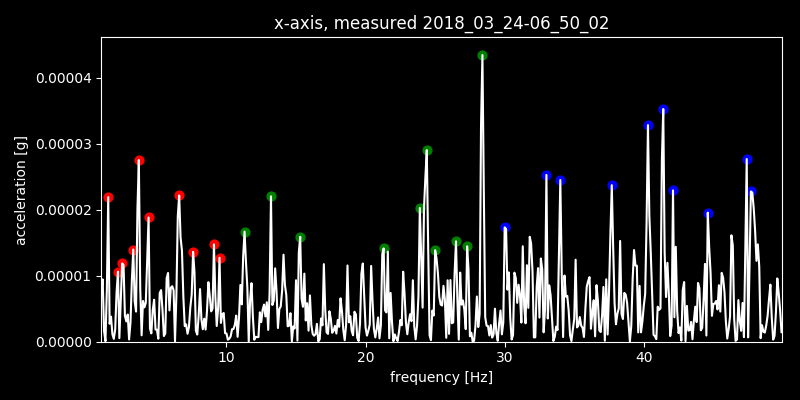 x-axis, measured 2018_03_24-06_50_02
acceleration [g]
0.00004
0.00003
0.00002
0.00001
0.00000
10 20 30 40
frequency [Hz]